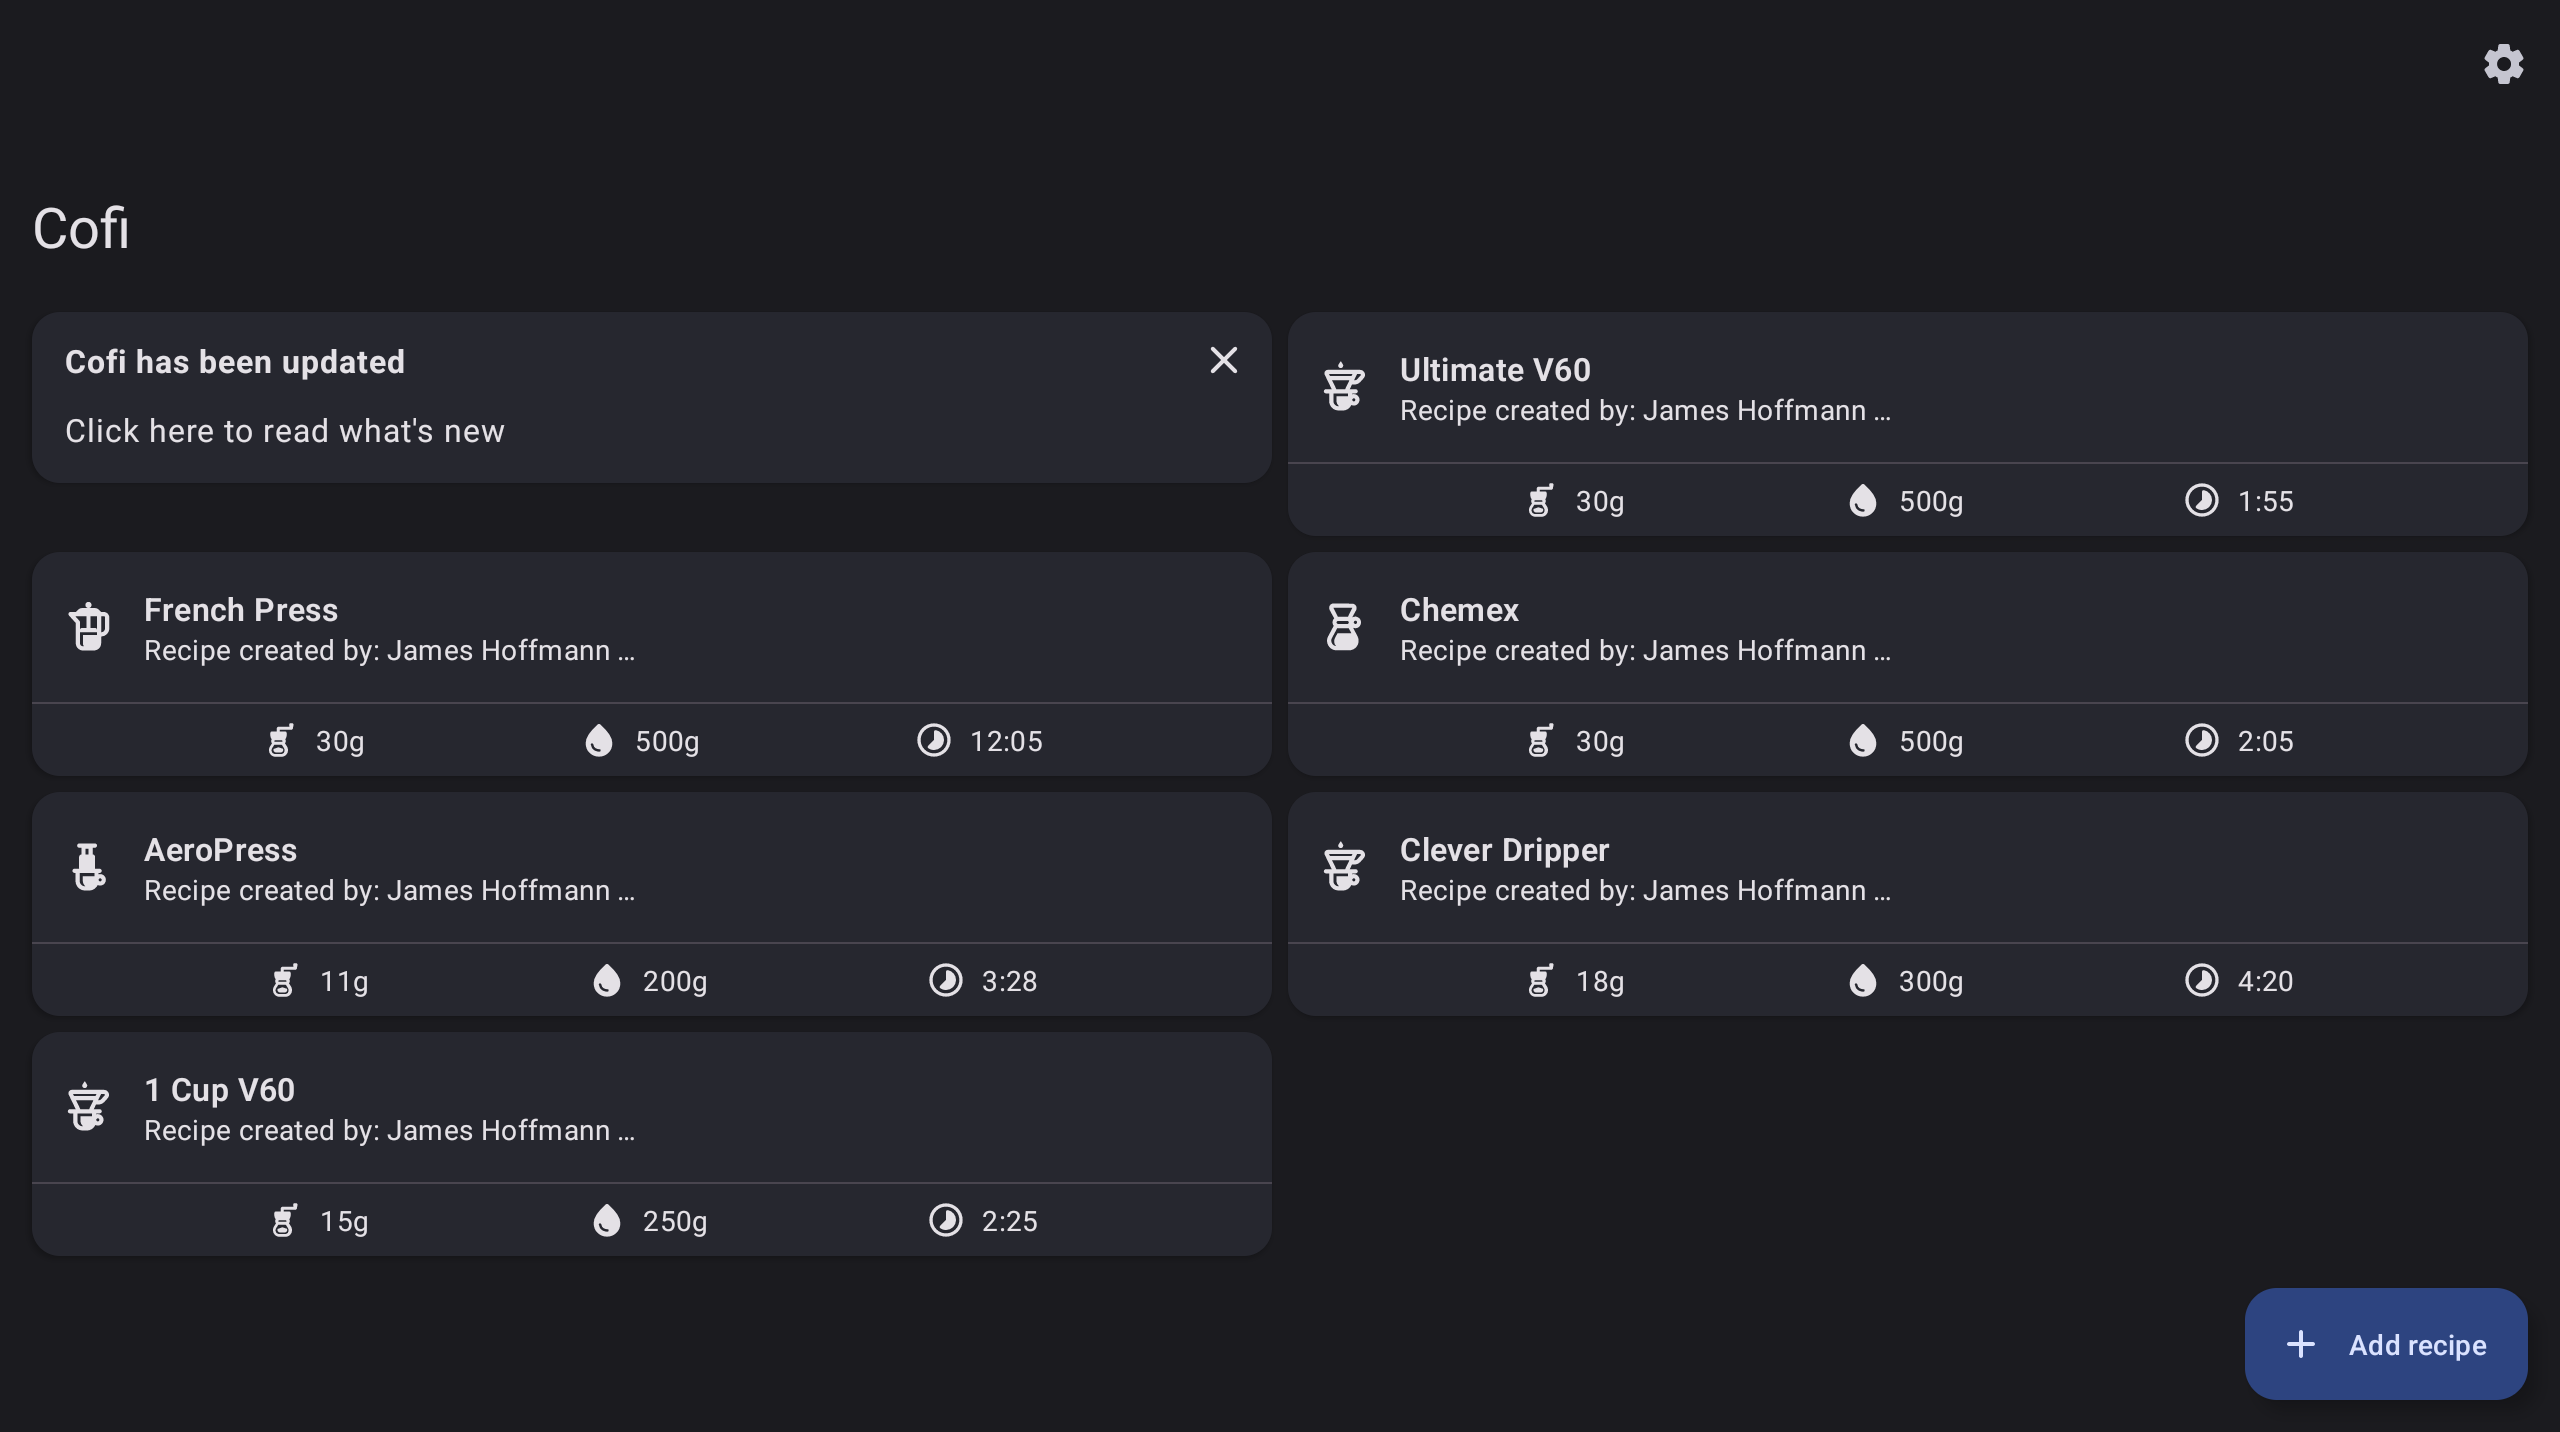 Cofi
Cofi has been updated
Click here to read what's new
Ultimate V60
Recipe created by: James Hoffmann ...
30g 500g 1:55
French Press
Recipe created by: James Hoffmann ...
30g 500g 12:05
Chemex
Recipe created by: James Hoffmann ...
30g 500g 2:05
AeroPress
Recipe created by: James Hoffmann ...
11g 200g 3:28
Clever Dripper
Recipe created by: James Hoffmann ...
18g 300g 4:20
1 Cup V60
Recipe created by: James Hoffmann ...
15g 250g 2:25
Add recipe